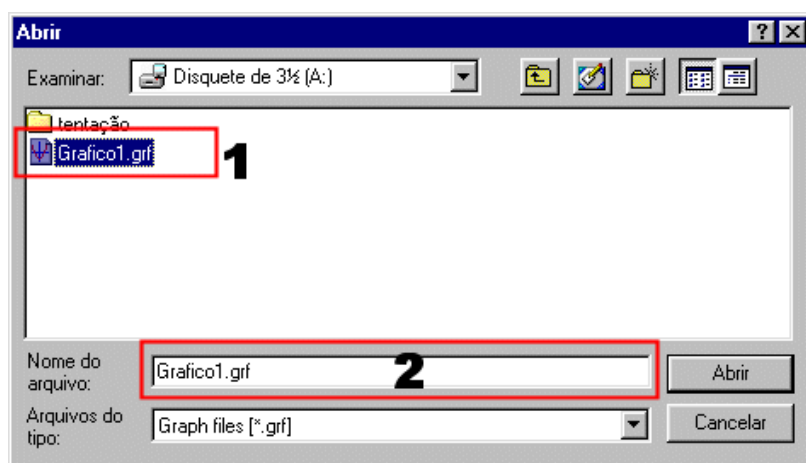 Abrir
Examinar: Disquete de 3½ (A:)
tentação
Grafico1.grf
1
Nome do arquivo: Grafico1.grf 2 Abrir
Arquivos do tipo: Graph files [*.grf] Cancelar